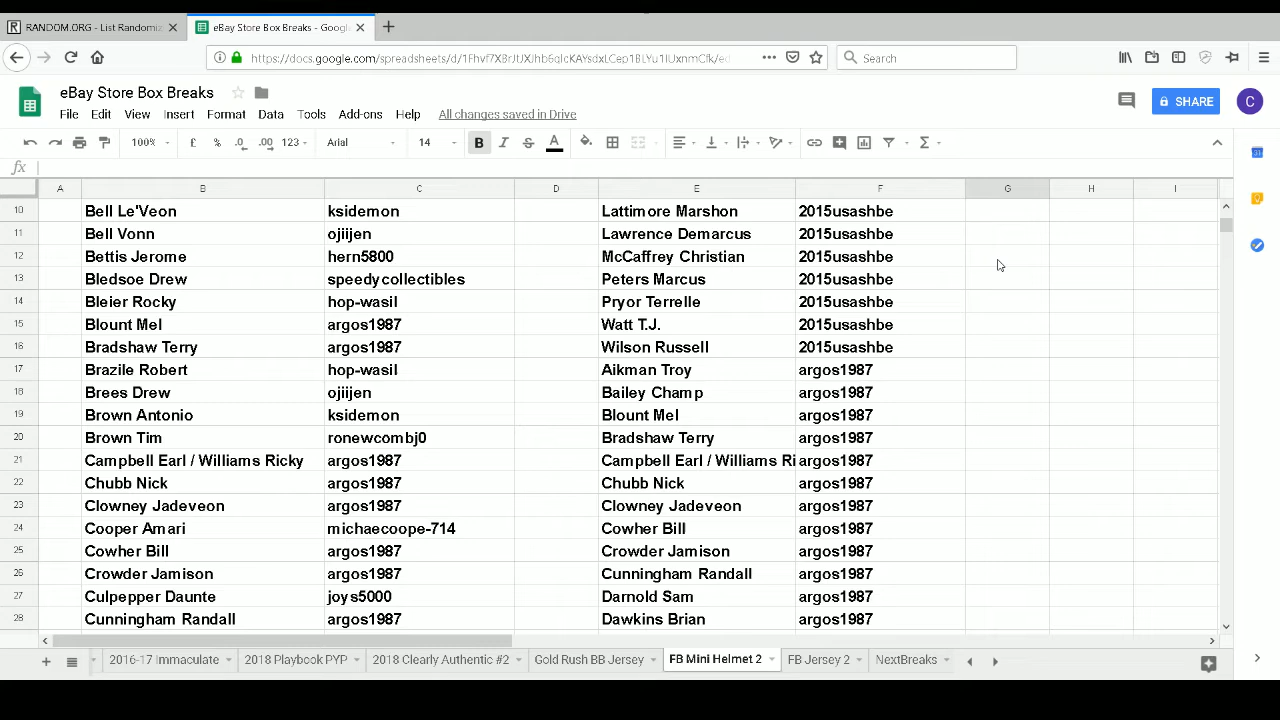 RANDOM.ORG - List Randomiz
eBay Store Box Breaks - Google
Search
eBay Store Box Breaks
File Edit View Insert Format Data Tools Add-ons Help All changes saved in Drive
SHARE
C
100% £ % .0 .00 123 Arial 14 B I S A Σ
fx
A B C D E F G H I
10 Bell Le'Veon ksidemon Lattimore Marshon 2015usashbe
11 Bell Vonn ojiijen Lawrence Demarcus 2015usashbe
12 Bettis Jerome hern5800 McCaffrey Christian 2015usashbe
13 Bledsoe Drew speedycollectibles Peters Marcus 2015usashbe
14 Bleier Rocky hop-wasil Pryor Terrelle 2015usashbe
15 Blount Mel argos1987 Watt T.J. 2015usashbe
16 Bradshaw Terry argos1987 Wilson Russell 2015usashbe
17 Brazile Robert hop-wasil Aikman Troy argos1987
18 Brees Drew ojiijen Bailey Champ argos1987
19 Brown Antonio ksidemon Blount Mel argos1987
20 Brown Tim ronewcombj0 Bradshaw Terry argos1987
21 Campbell Earl / Williams Ricky argos1987 Campbell Earl / Williams Ri argos1987
22 Chubb Nick argos1987 Chubb Nick argos1987
23 Clowney Jadeveon argos1987 Clowney Jadeveon argos1987
24 Cooper Amari michaecoope-714 Cowher Bill argos1987
25 Cowher Bill argos1987 Crowder Jamison argos1987
26 Crowder Jamison argos1987 Cunningham Randall argos1987
27 Culpepper Daunte joys5000 Darnold Sam argos1987
28 Cunningham Randall argos1987 Dawkins Brian argos1987
2016-17 Immaculate 2018 Playbook PYP 2018 Clearly Authentic #2 Gold Rush BB Jersey FB Mini Helmet 2 FB Jersey 2 NextBreaks